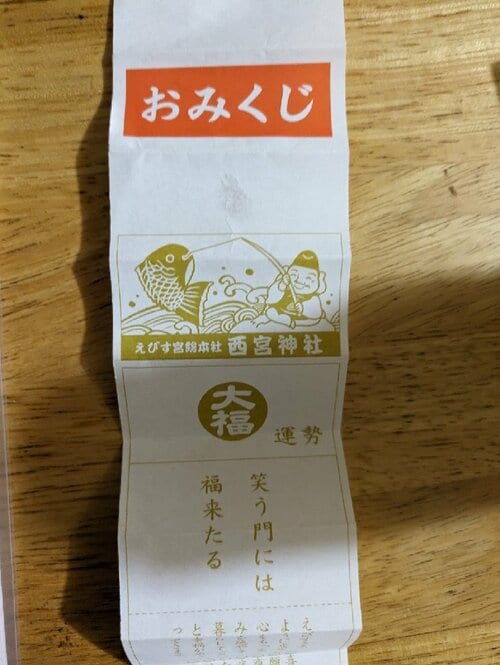 おみくじ
えびす宮総本社 西宮神社
大福
運勢
笑う門には
福来たる